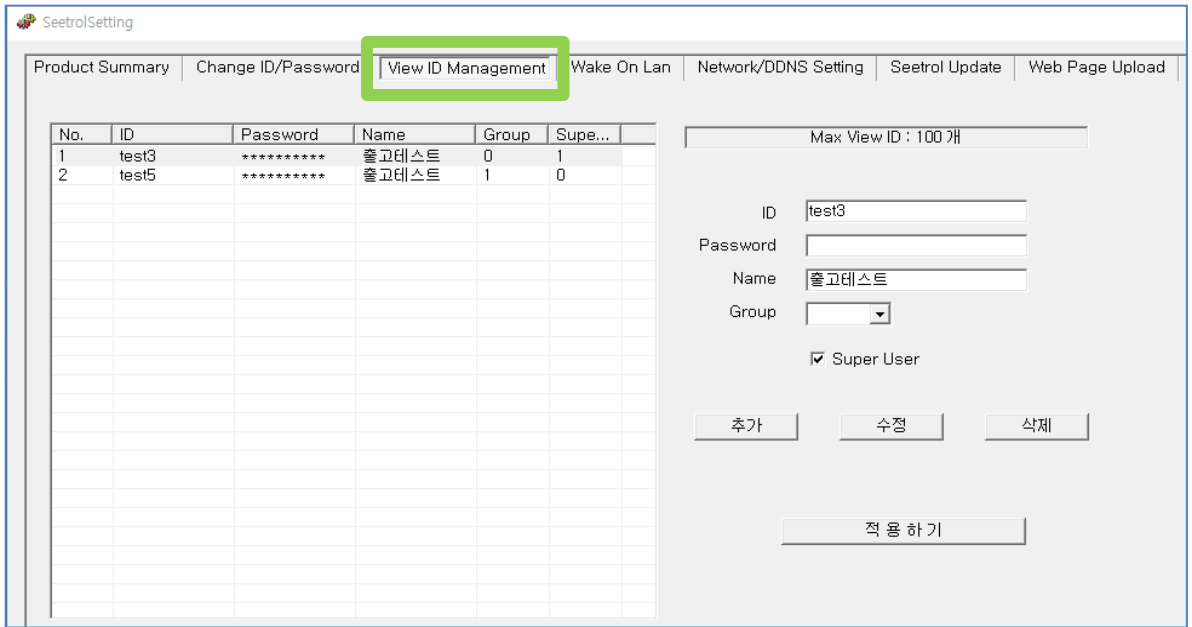 SeetrolSetting
Product Summary Change ID/Password View ID Management Wake On Lan Network/DDNS Setting Seetrol Update Web Page Upload
No. ID Password Name Group Supe...
1 test3 ********** 출고테스트 0 1
2 test5 ********** 출고테스트 1 0
Max View ID : 100 개
ID test3
Password
Name 출고테스트
Group
Super User
추가 수정 삭제
적 용 하 기